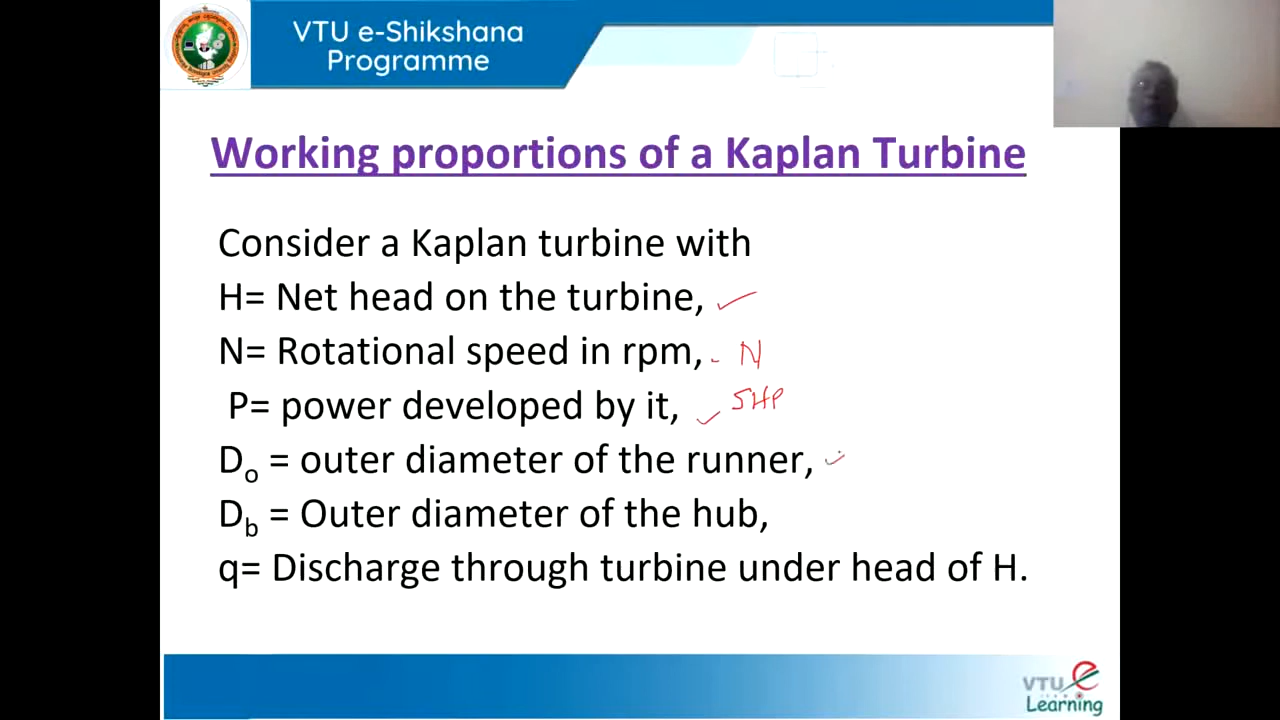 VTU e-Shikshana
Programme
Working proportions of a Kaplan Turbine
Consider a Kaplan turbine with
H= Net head on the turbine,
N= Rotational speed in rpm, N
P= power developed by it, SHP
Do = outer diameter of the runner,
Db = Outer diameter of the hub,
q= Discharge through turbine under head of H.
VTU e
Learning